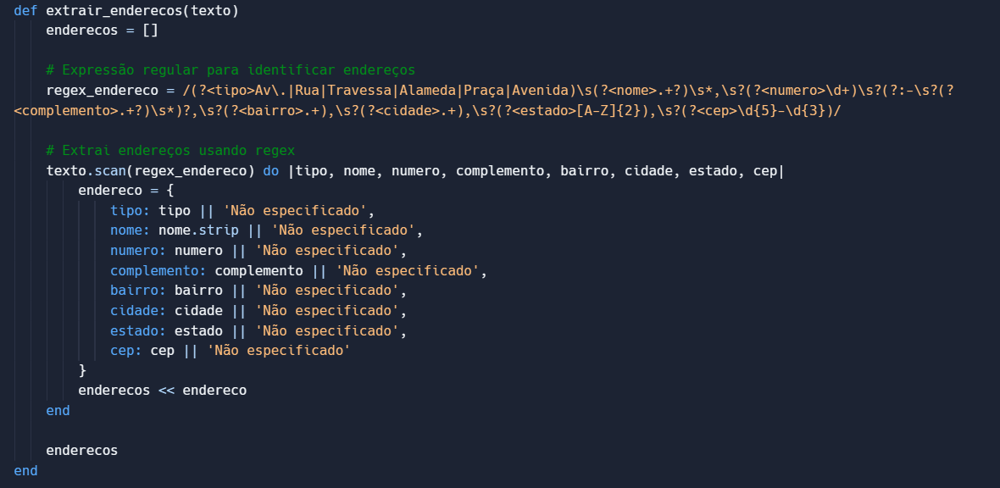 def extrair_enderecos(texto)
    enderecos = []

    # Expressão regular para identificar endereços
    regex_endereco = /(?<tipo>Av\.|Rua|Travessa|Alameda|Praça|Avenida)\s(?<nome>.+?)\s*,\s?(?<numero>\d+)\s?(?:-\s?(?
<complemento>.+?)\s*)?,\s?(?<bairro>.+),\s?(?<cidade>.+),\s?(?<estado>[A-Z]{2}),\s?(?<cep>\d{5}-\d{3})/

    # Extrai endereços usando regex
    texto.scan(regex_endereco) do |tipo, nome, numero, complemento, bairro, cidade, estado, cep|
        endereco = {
            tipo: tipo || 'Não especificado',
            nome: nome.strip || 'Não especificado',
            numero: numero || 'Não especificado',
            complemento: complemento || 'Não especificado',
            bairro: bairro || 'Não especificado',
            cidade: cidade || 'Não especificado',
            estado: estado || 'Não especificado',
            cep: cep || 'Não especificado'
        }
        enderecos << endereco
    end

    enderecos
end